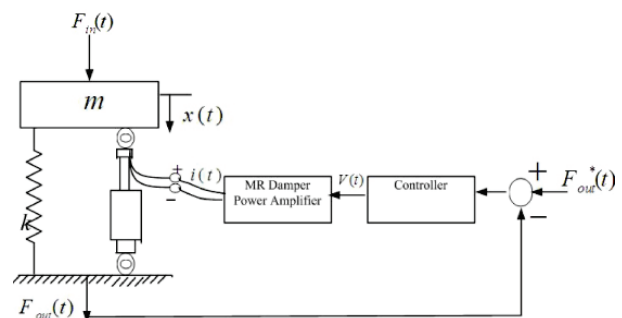 F_in(t)
m
x(t)
+
i(t)
-
MR Damper
Power Amplifier
V(t)
Controller
+
F_out*(t)
-
k
F_out(t)